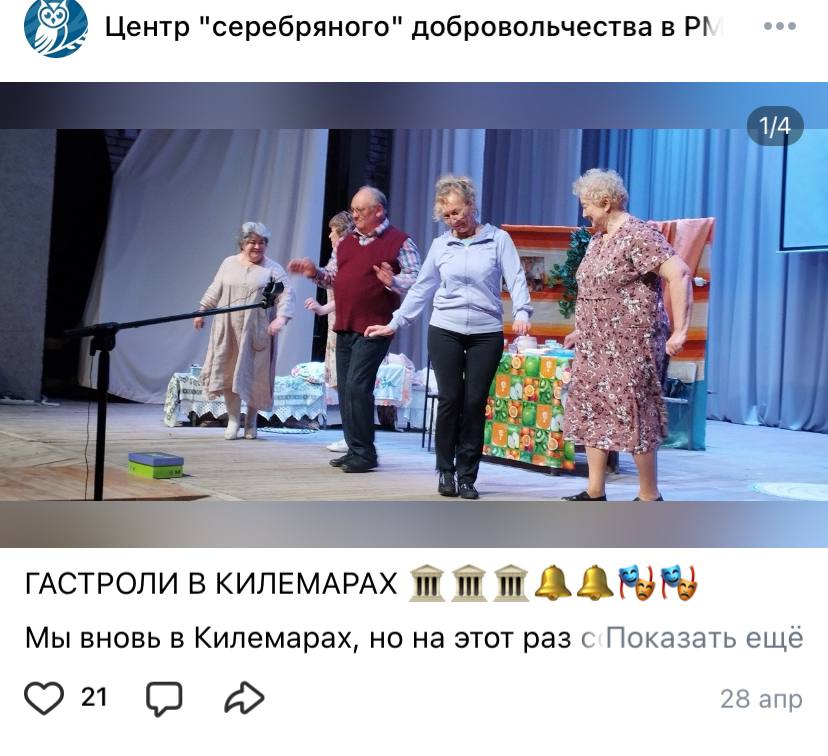 Центр "серебряного" добровольчества в РМ
1/4
ГАСТРОЛИ В КИЛЕМАРАХ 🏛️🏛️🏛️🔔🔔🎭🎭
Мы вновь в Килемарах, но на этот раз с Показать ещё
21
28 апр